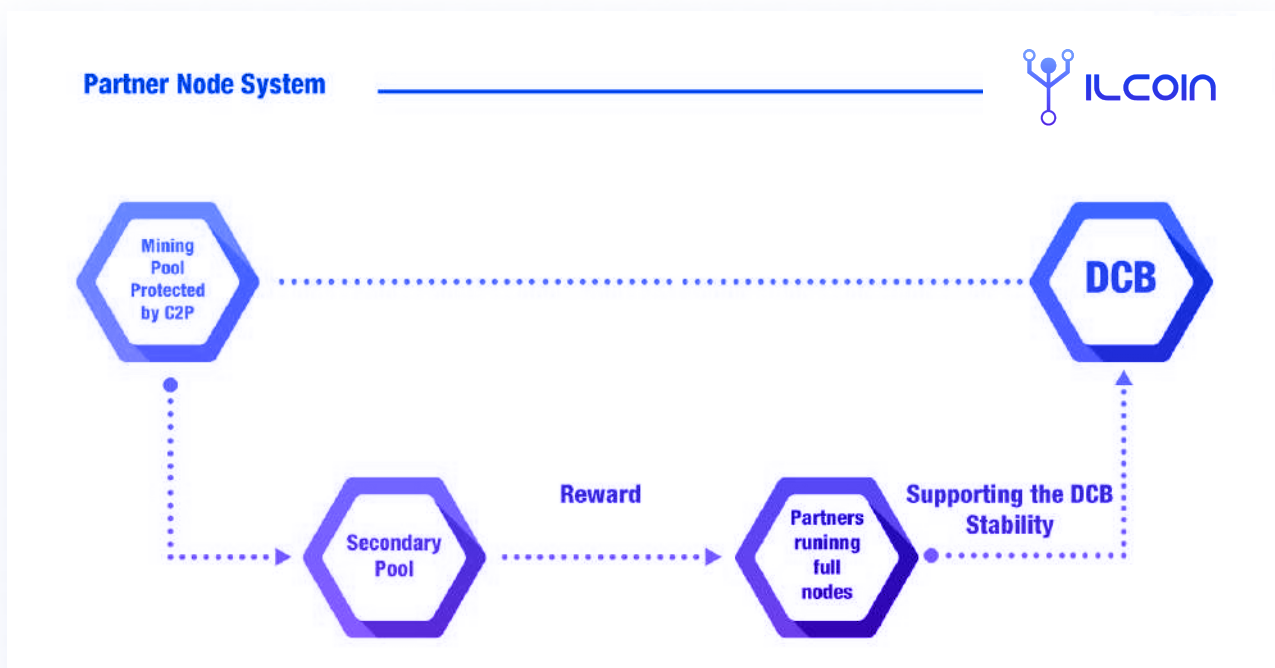 Partner Node System
ILCOIN
Mining
Pool
Protected
by C2P
DCB
Secondary
Pool
Reward
Partners
runinng
full
nodes
Supporting the DCB
Stability